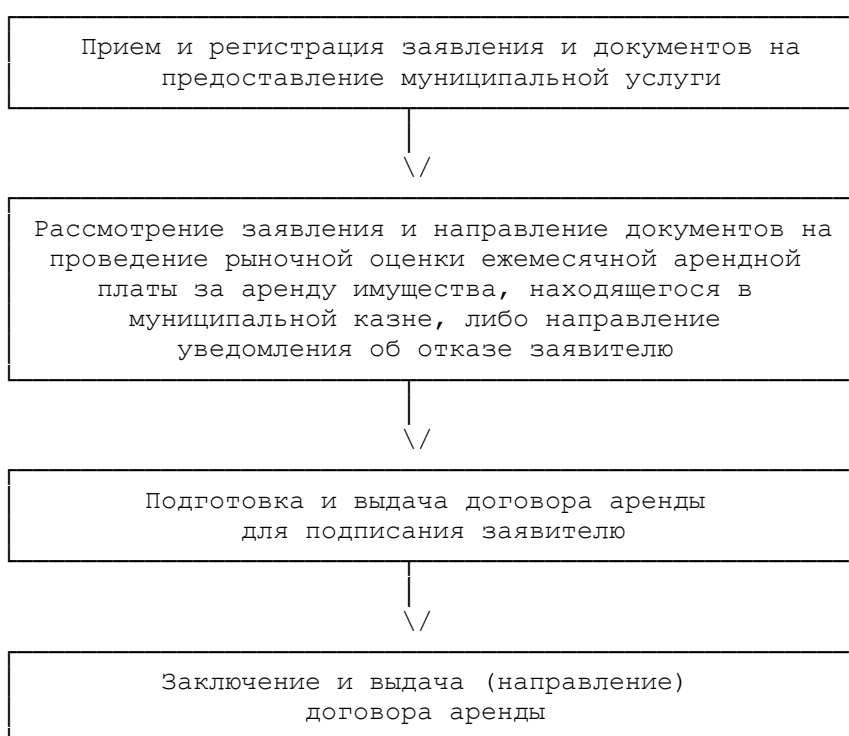 Прием и регистрация заявления и документов на
предоставление муниципальной услуги
Рассмотрение заявления и направление документов на
проведение рыночной оценки ежемесячной арендной
платы за аренду имущества, находящегося в
муниципальной казне, либо направление
уведомления об отказе заявителю
Подготовка и выдача договора аренды
для подписания заявителю
Заключение и выдача (направление)
договора аренды